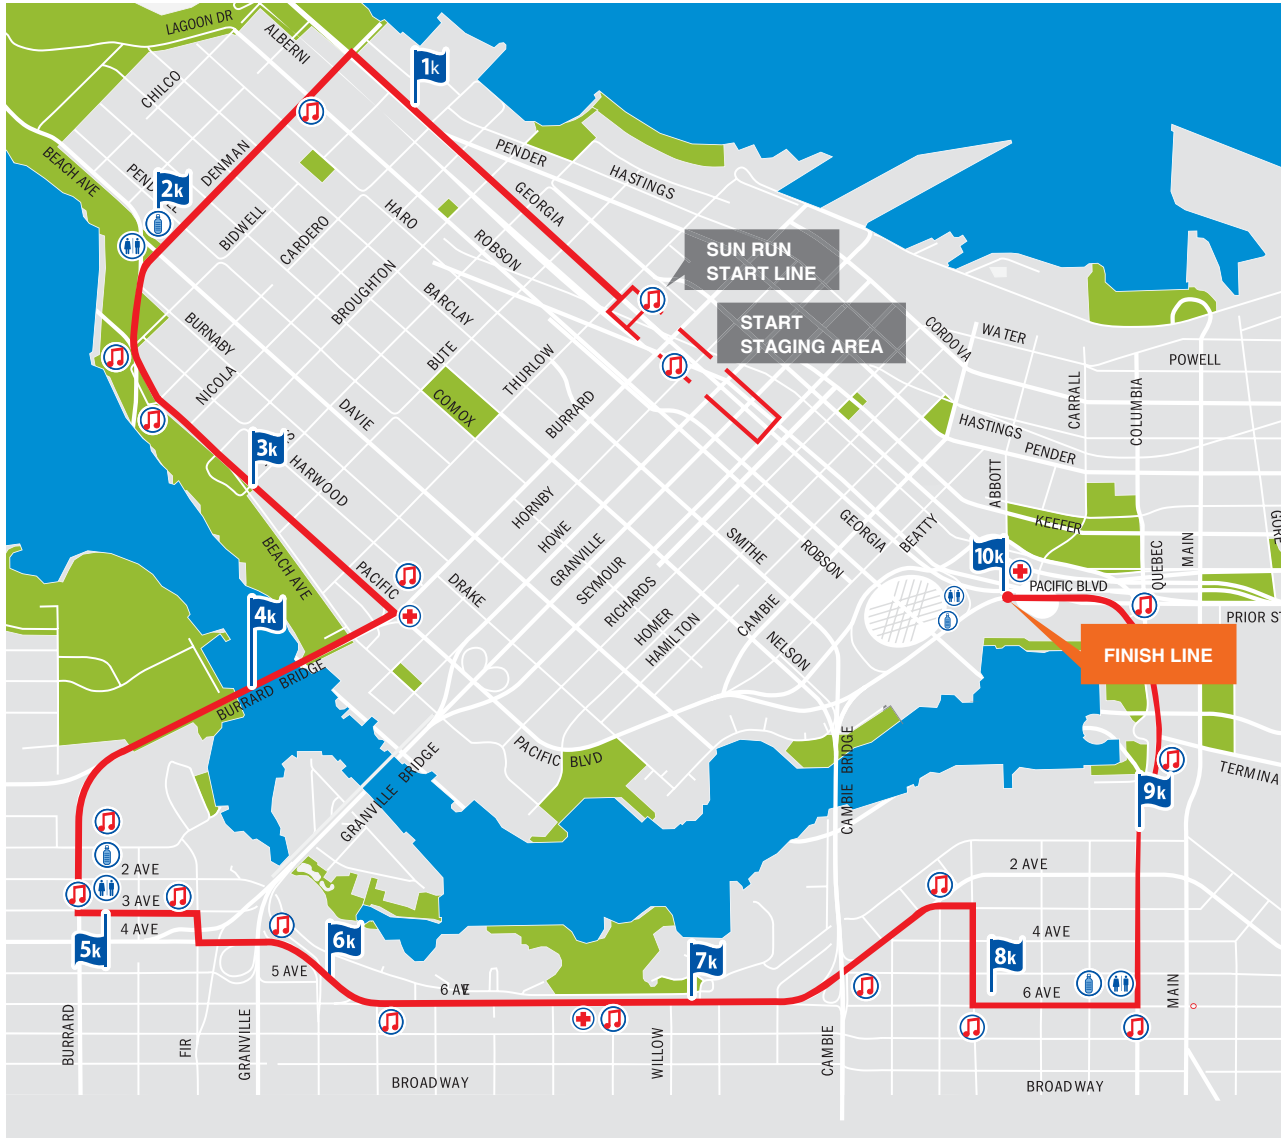 LAGOON DR
ALBERNI
1k
CHILCO
BEACH AVE
DENMAN
2k
PENDER
HASTINGS
GEORGIA
BIDWELL
CARDERO
HARO
ROBSON
SUN RUN
START LINE
BROUGHTON
BARCLAY
START
STAGING AREA
BURNABY
NICOLA
BUTE
THURLOW
CORDOVA
WATER
POWELL
COMOX
DAVIE
BURRARD
CARRALL
COLUMBIA
HASTINGS
PENDER
3k
HARWOOD
ABBOTT
HORNBY
HOWE
GRANVILLE
SEYMOUR
RICHARDS
HOMER
HAMILTON
SMITHE
ROBSON
GEORGIA
BEATTY
KEEFER
QUEBEC
MAIN
GORE
BEACH AVE
PACIFIC
DRAKE
10k
PACIFIC BLVD
PRIOR ST
CAMBIE
NELSON
4k
FINISH LINE
BURRARD BRIDGE
PACIFIC BLVD
GRANVILLE BRIDGE
CAMBIE BRIDGE
TERMINA
9k
2 AVE
3 AVE
4 AVE
5k
6k
5 AVE
6 AVE
7k
2 AVE
4 AVE
8k
6 AVE
MAIN
BURRARD
FIR
GRANVILLE
WILLOW
CAMBIE
BROADWAY
BROADWAY